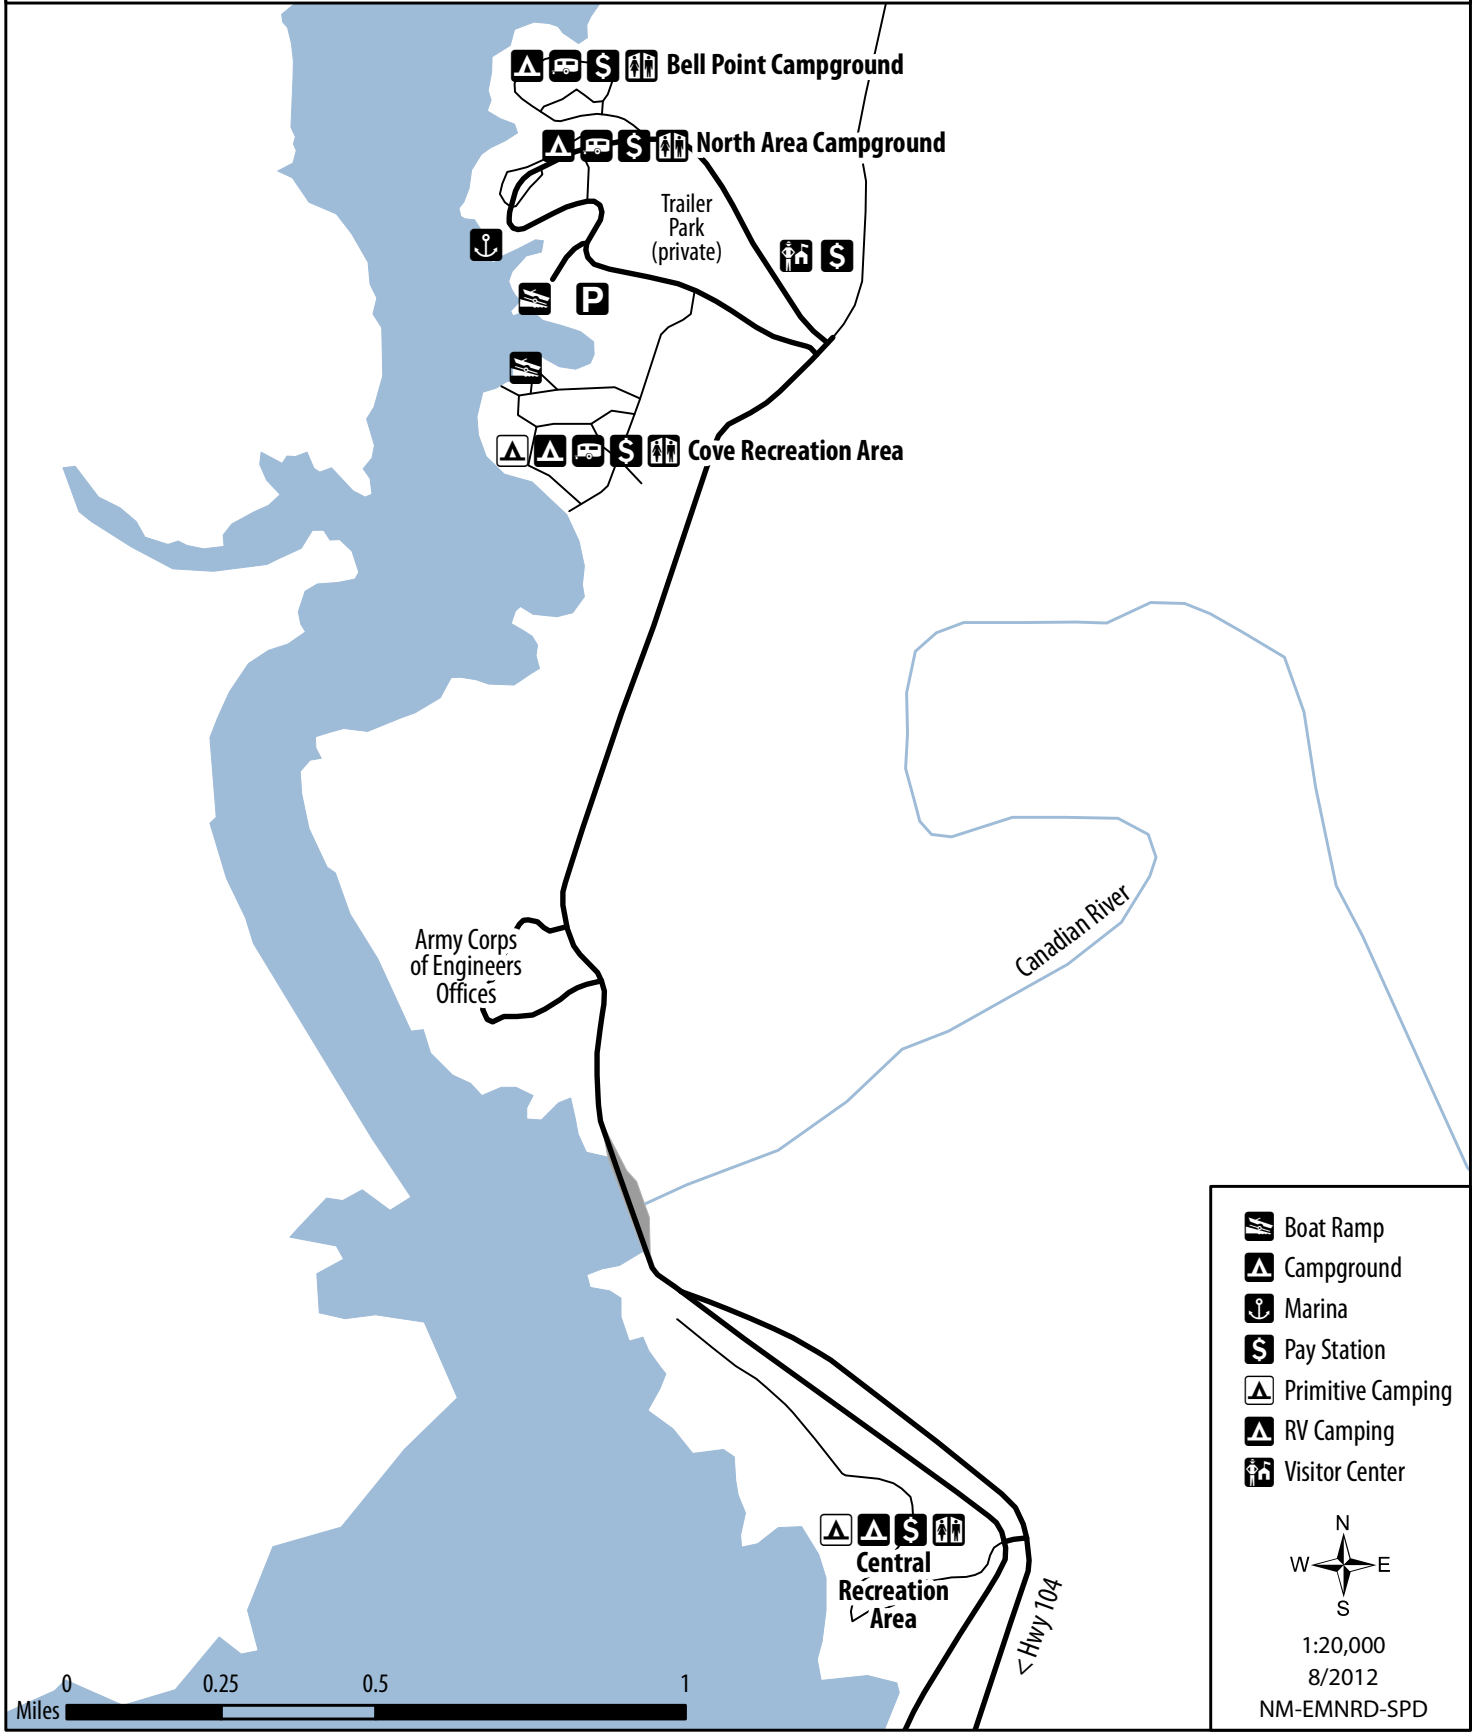 Bell Point Campground
North Area Campground
Trailer
Park
(private)
P
Cove Recreation Area
Canadian River
Army Corps
of Engineers
Offices
Boat Ramp
Campground
Marina
$ Pay Station
Primitive Camping
RV Camping
Visitor Center
Central
Recreation
Area
< Hwy 104
N
W E
S
1:20,000
8/2012
NM-EMNRD-SPD
0 0.25 0.5 1
Miles